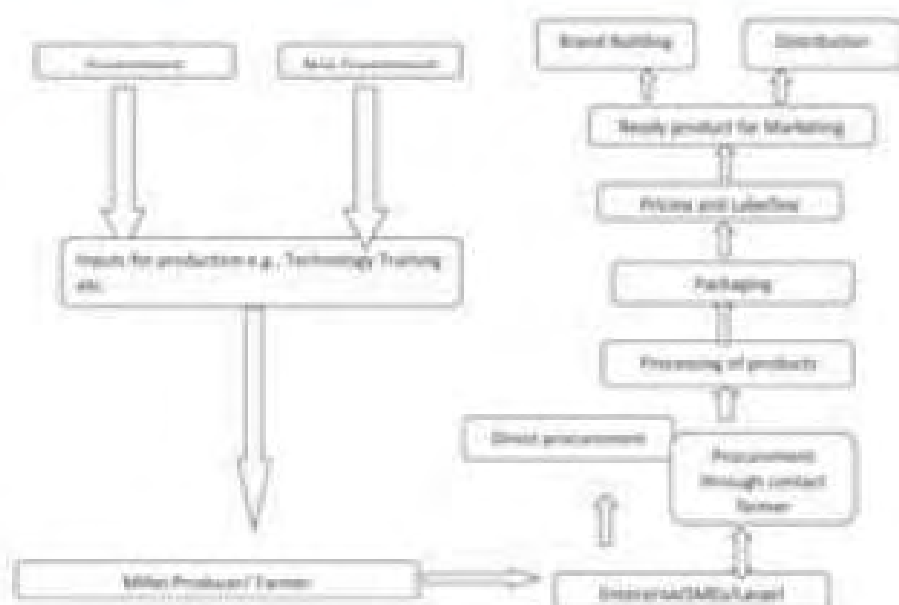 Brand Building
Distribution
Ready product for Marketing
Pricing and
Inputs for production e.g., Technology Training
etc.
Packaging
Processing of products
Direct procurement
Procurement
through contact
farmer
Millet Producer/ Farmer